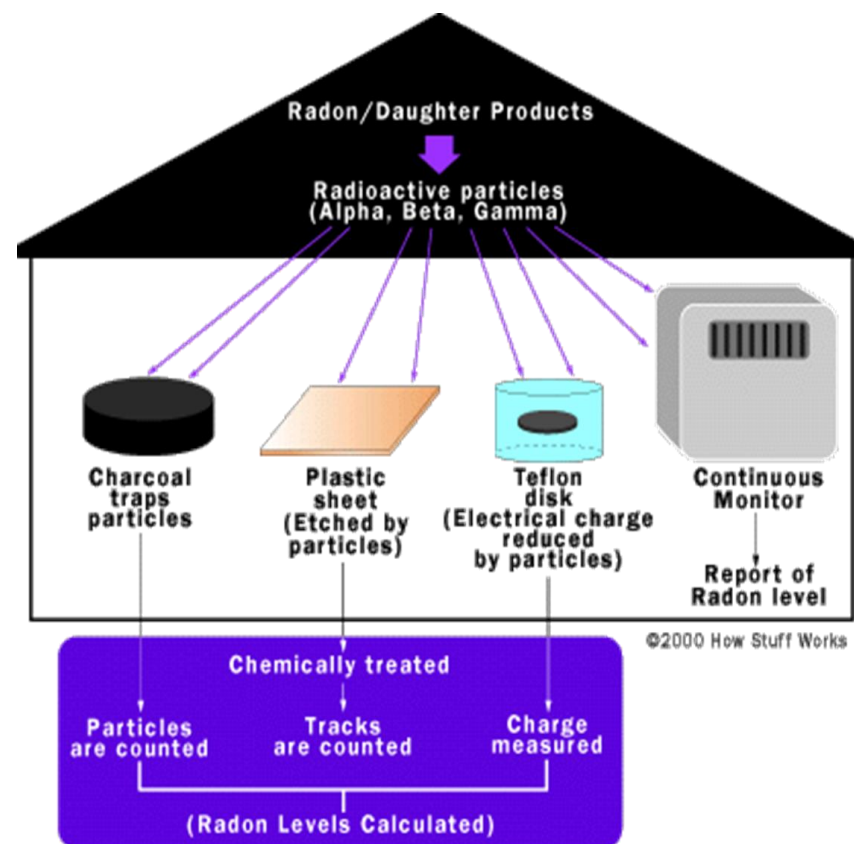 Radon/Daughter Products
Radioactive particles
(Alpha, Beta, Gamma)
Charcoal
traps
particles
Plastic
sheet
(Etched by
particles)
Teflon
disk
(Electrical charge
reduced
by particles)
Continuous
Monitor
Report of
Radon level
©2000 How Stuff Works
Chemically treated
Particles
are counted
Tracks
are counted
Charge
measured
(Radon Levels Calculated)